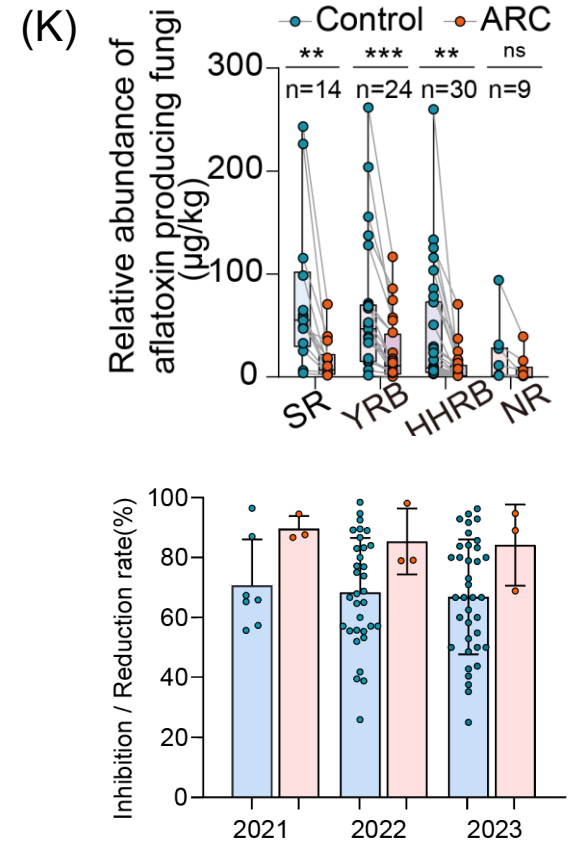 (K)
Control ARC
Relative abundance of
aflatoxin producing fungi
(μg/kg)
** *** ** ns
n=14 n=24 n=30 n=9
300
200
100
0
SR YRB HHRB NR
Inhibition / Reduction rate(%)
100
80
60
40
20
0
2021 2022 2023